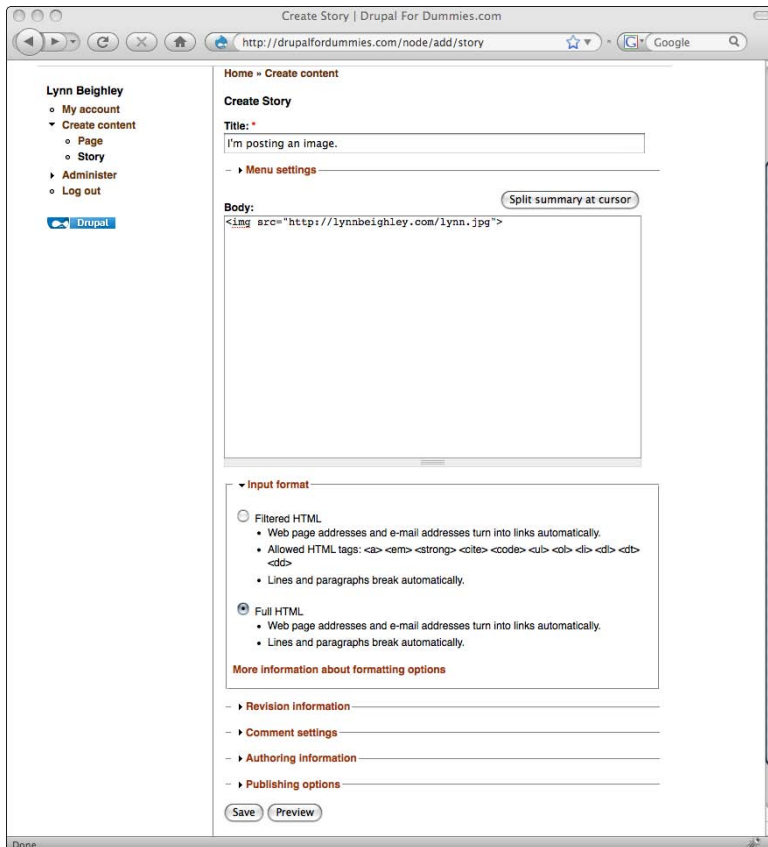 Create Story | Drupal For Dummies.com
http://drupalfordummies.com/node/add/story
Google
Lynn Beighley
My account
Create content
Page
Story
Administer
Log out
Drupal
Home » Create content
Create Story
Title: *
I'm posting an image.
Menu settings
Split summary at cursor
Body:
<img src="http://lynnbeighley.com/lynn.jpg">
Input format
Filtered HTML
• Web page addresses and e-mail addresses turn into links automatically.
• Allowed HTML tags: <a> <em> <strong> <cite> <code> <ul> <ol> <li> <dl> <dt>
<dd>
• Lines and paragraphs break automatically.
Full HTML
• Web page addresses and e-mail addresses turn into links automatically.
• Lines and paragraphs break automatically.
More information about formatting options
Revision information
Comment settings
Authoring information
Publishing options
Save Preview
Done